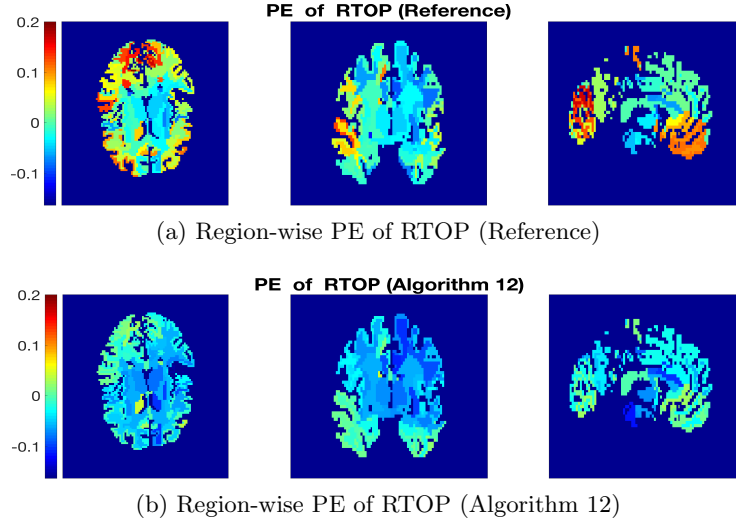 PE of RTOP (Reference)
0.2
0.1
0
-0.1
(a) Region-wise PE of RTOP (Reference)
PE of RTOP (Algorithm 12)
0.2
0.1
0
-0.1
(b) Region-wise PE of RTOP (Algorithm 12)